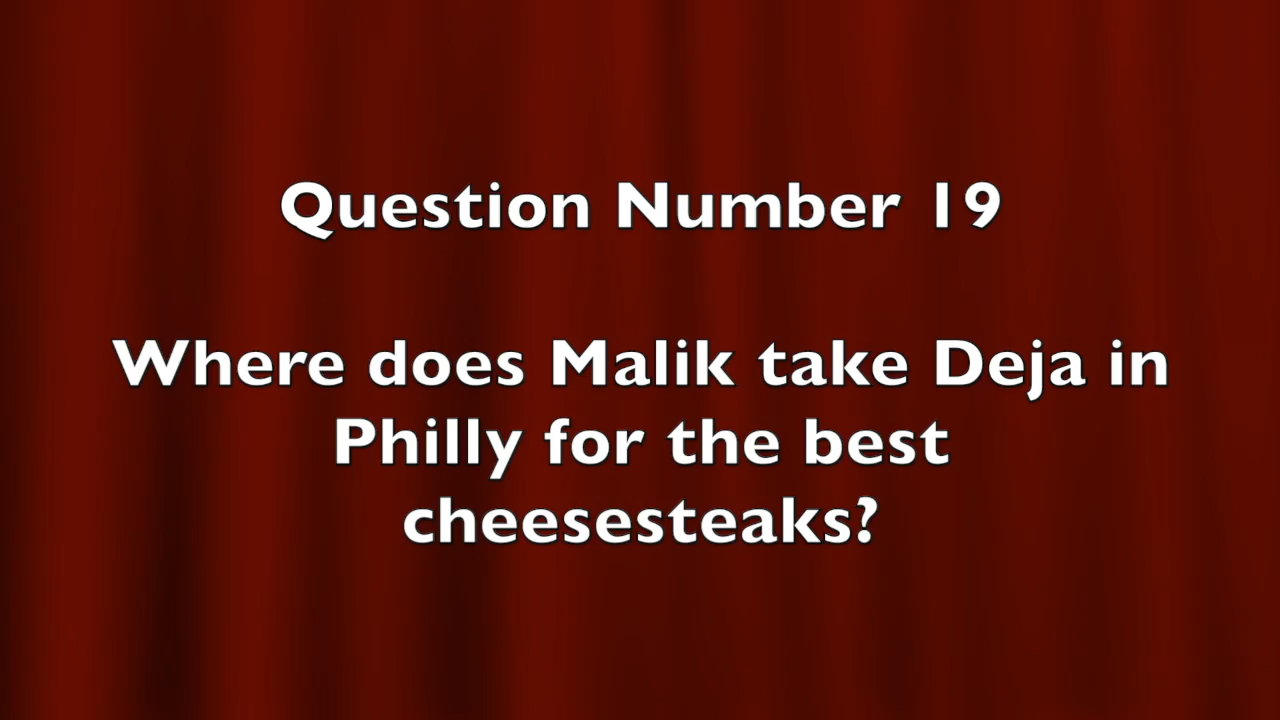 Question Number 19
Where does Malik take Deja in
Philly for the best
cheesesteaks?